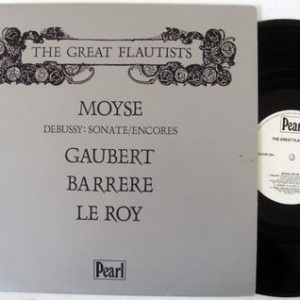 THE GREAT FLAUTISTS
MOYSE
DEBUSSY: SONATE/ENCORES
GAUBERT
BARRERE
LE ROY
Pearl
Pearl
THE GREAT FLAUTISTS